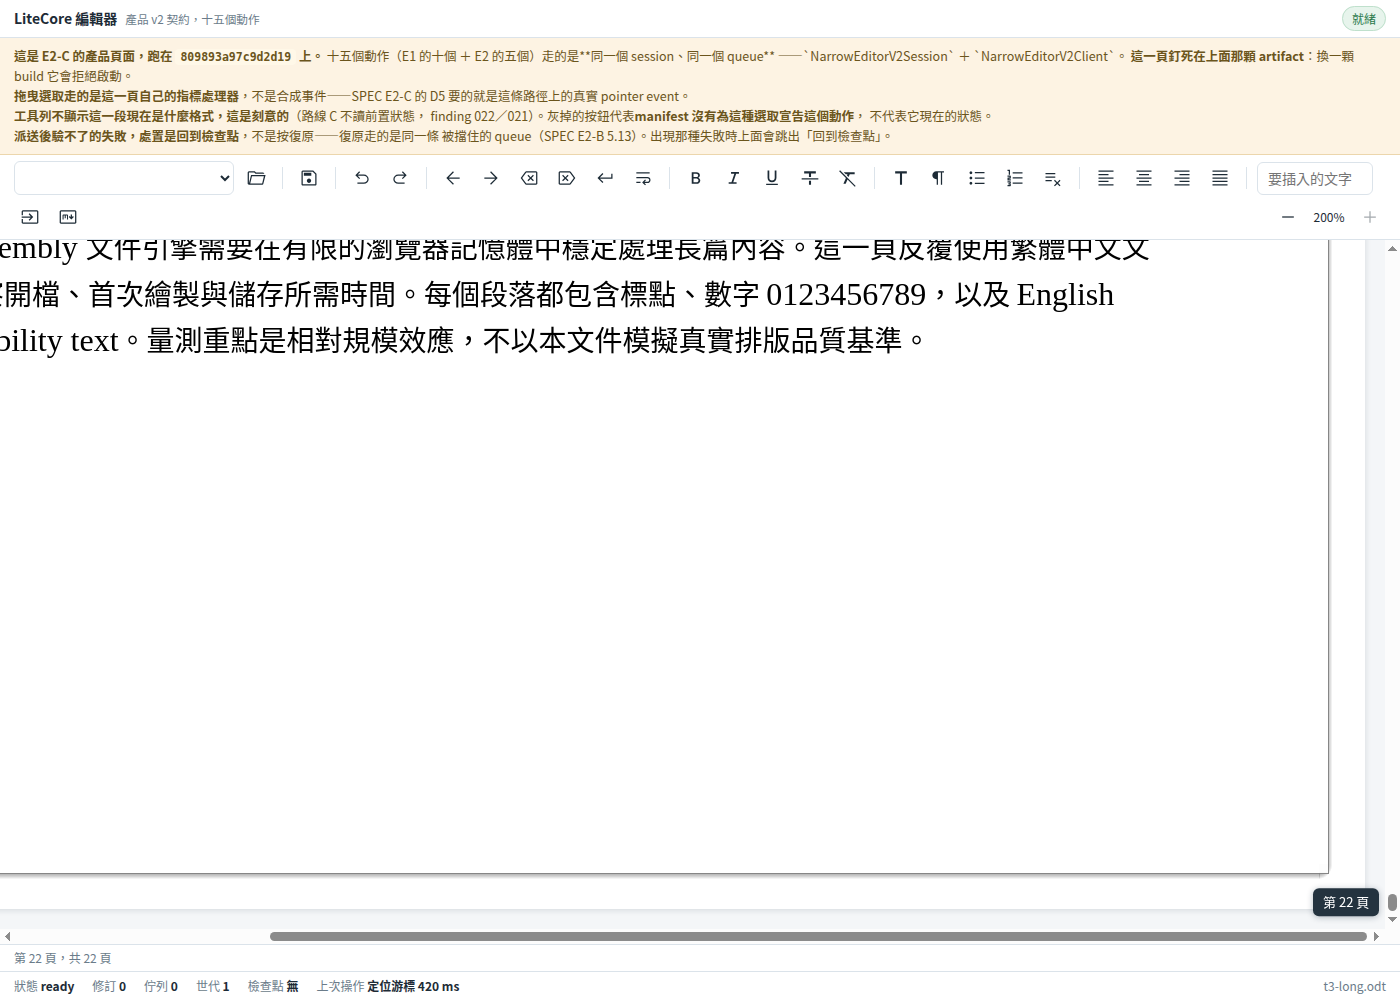 LiteCore 編輯器 產品 v2 契約，十五個動作 就緒
這是 E2-C 的產品頁面，跑在 809893a97c9d2d19 上。 十五個動作（E1 的十個 ＋ E2 的五個）走的是**同一個 session、同一個 queue** ——`NarrowEditorV2Session` ＋ `NarrowEditorV2Client`。 這一頁釘死在上面那顆 artifact：換一顆
build 它會拒絕啟動。
拖曳選取走的是這一頁自己的指標處理器，不是合成事件——SPEC E2-C 的 D5 要的就是這條路徑上的真實 pointer event。
工具列不顯示這一段現在是什麼格式，這是刻意的（路線 C 不讀前置狀態， finding 022／021）。灰掉的按鈕代表manifest 沒有為這種選取宣告這個動作， 不代表它現在的狀態。
派送後驗不了的失敗，處置是回到檢查點，不是按復原——復原走的是同一條 被擋住的 queue（SPEC E2-B 5.13）。出現那種失敗時上面會跳出「回到檢查點」。
要插入的文字
200%
embly 文件引擎需要在有限的瀏覽器記憶體中穩定處理長篇內容。這一頁反覆使用繁體中文文
開檔、首次繪製與儲存所需時間。每個段落都包含標點、數字 0123456789，以及 English
bility text。量測重點是相對規模效應，不以本文件模擬真實排版品質基準。
第 22 頁
第 22 頁，共 22 頁
狀態 ready 修訂 0 佇列 0 世代 1 檢查點 無 上次操作 定位游標 420 ms t3-long.odt